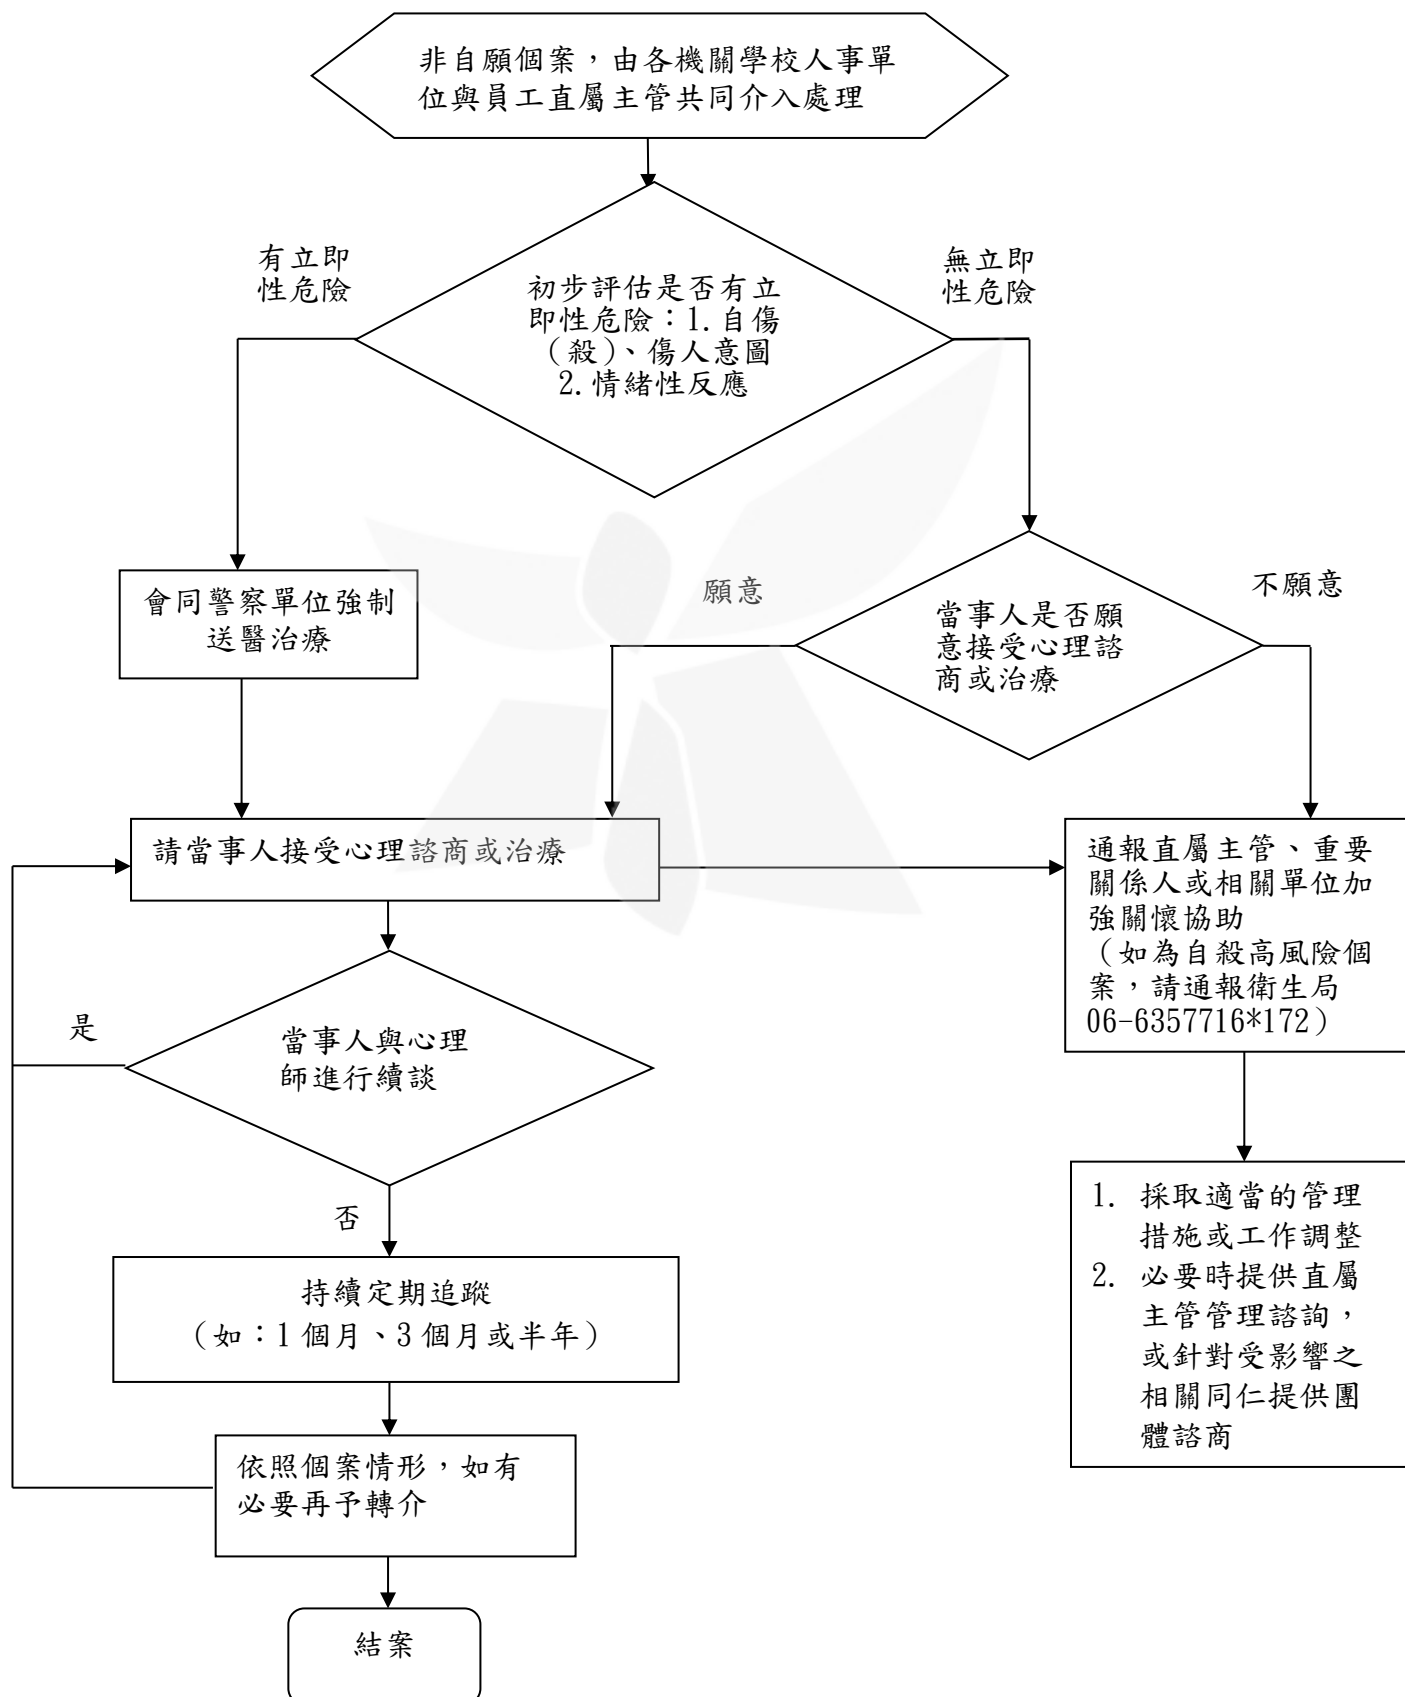 非自願個案，由各機關學校人事單
位與員工直屬主管共同介入處理
有立即
性危險
無立即
性危險
初步評估是否有立
即性危險：1.自傷
（殺）、傷人意圖
2.情緒性反應
會同警察單位強制
送醫治療
願意
不願意
當事人是否願
意接受心理諮
商或治療
請當事人接受心理諮商或治療
通報直屬主管、重要
關係人或相關單位加
強關懷協助
（如為自殺高風險個
案，請通報衛生局
06-6357716*172）
是
當事人與心理
師進行續談
否
1. 採取適當的管理
措施或工作調整
2. 必要時提供直屬
主管管理諮詢，
或針對受影響之
相關同仁提供團
體諮商
持續定期追蹤
（如：1個月、3個月或半年）
依照個案情形，如有
必要再予轉介
結案